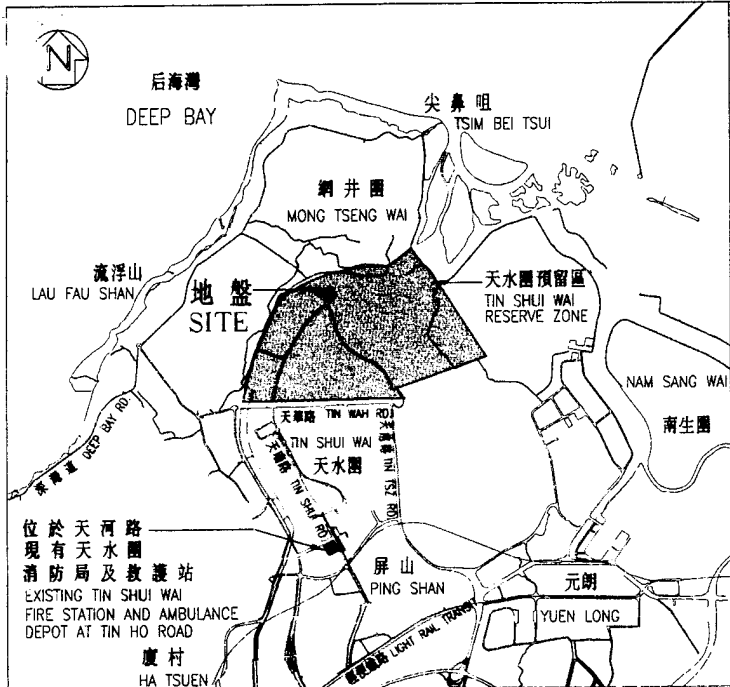 N
后海灣
DEEP BAY
尖鼻咀
TSIM BEI TSUI
網井圍
MONG TSENG WAI
流浮山
LAU FAU SHAN
地盤
SITE
天水圍預留區
TIN SHUI WAI
RESERVE ZONE
NAM SANG WAI
南生圍
天華路 TIN WAH RD.
TIN SHUI WAI
天水圍
天瑞路 TIN SHUI RD.
TIN TSZ RD.
深灣道 DEEP BAY RD.
位於天河路
現有天水圍
消防局及救護站
EXISTING TIN SHUI WAI
FIRE STATION AND AMBULANCE
DEPOT AT TIN HO ROAD
屏山
PING SHAN
元朗
YUEN LONG
LIGHT RAIL TRANSIT
廈村
HA TSUEN